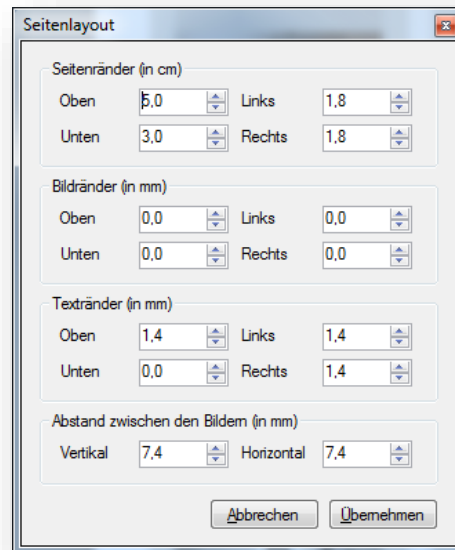 Seitenlayout
Seitenränder (in cm)
Oben 5,0 Links 1,8
Unten 3,0 Rechts 1,8
Bildränder (in mm)
Oben 0,0 Links 0,0
Unten 0,0 Rechts 0,0
Textränder (in mm)
Oben 1,4 Links 1,4
Unten 0,0 Rechts 1,4
Abstand zwischen den Bildern (in mm)
Vertikal 7,4 Horizontal 7,4
Abbrechen Übernehmen